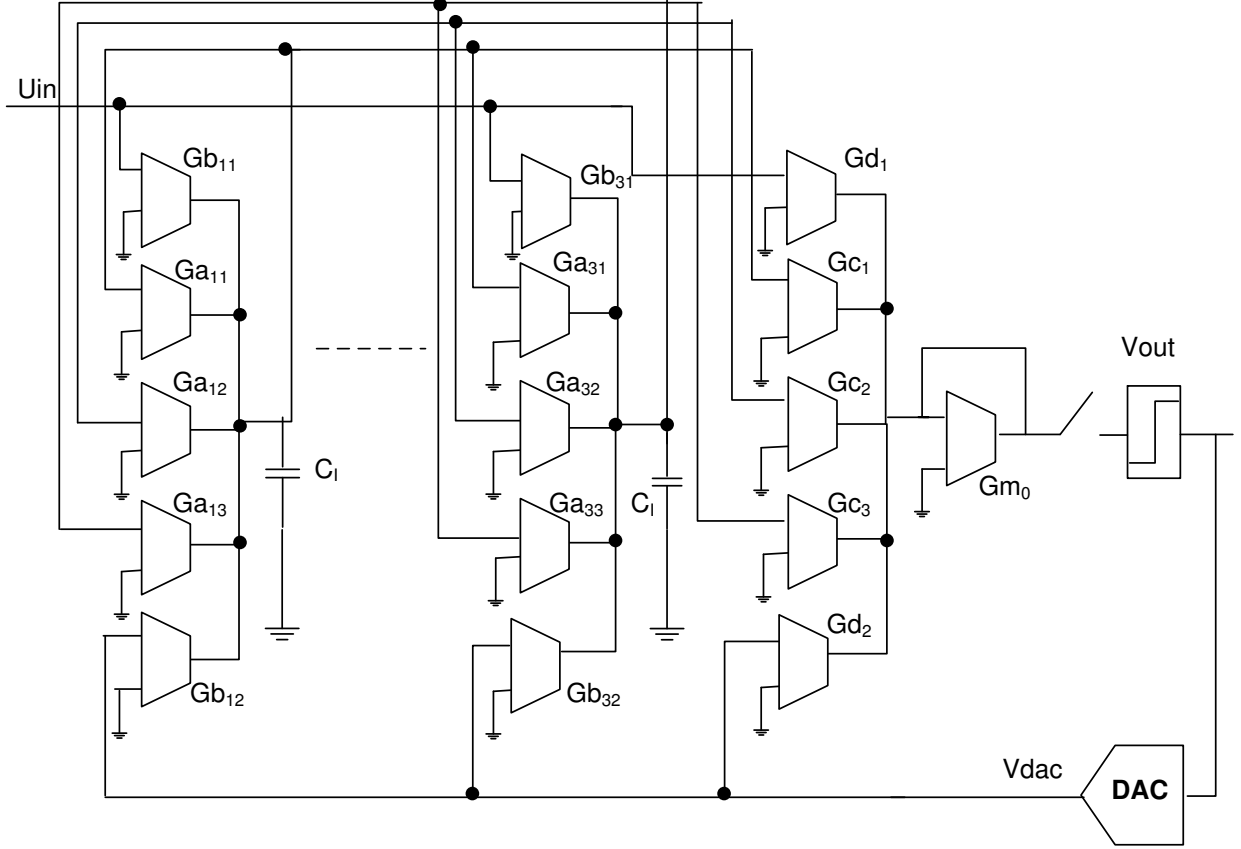 Uin
Gb11
Gb31
Gd1
Ga11
Ga31
Gc1
Vout
Ga12
Ga32
Gc2
Cl
Cl
Gm0
Ga13
Ga33
Gc3
Gd2
Gb12
Gb32
Vdac
DAC